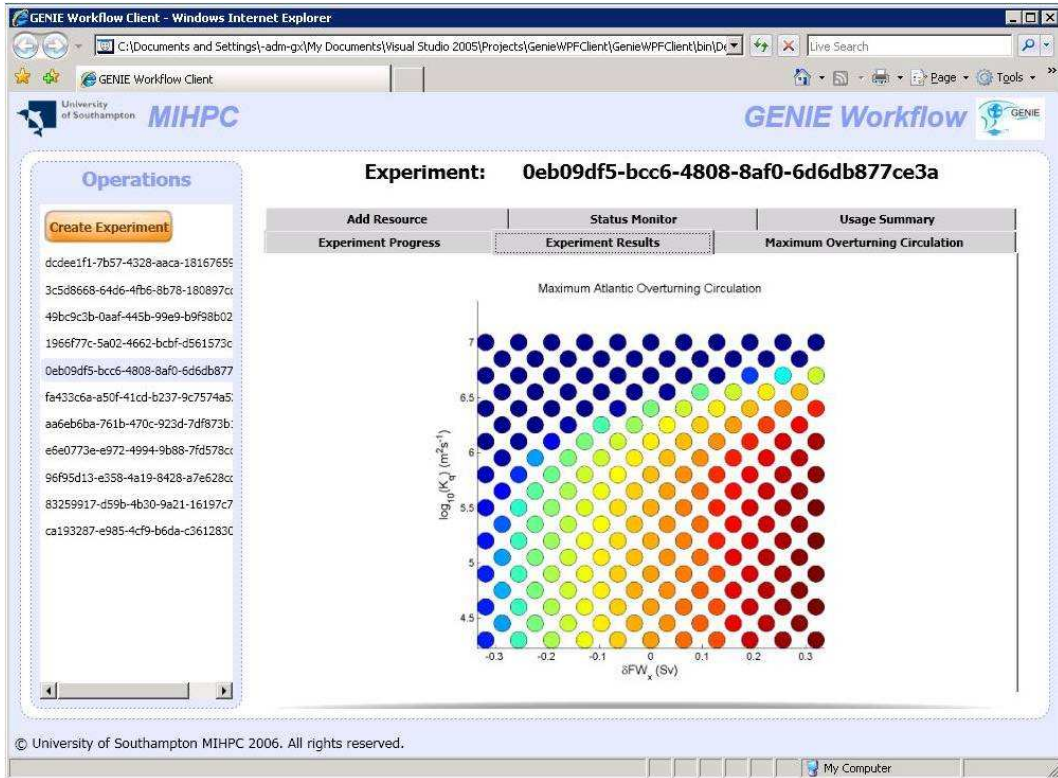 GENIE Workflow Client - Windows Internet Explorer
C:\Documents and Settings\-adm-gx\My Documents\Visual Studio 2005\Projects\GenieWPFClient\GenieWPFClient\bin\De
Live Search
GENIE Workflow Client
Page
Tools
University of Southampton
MIHPC
GENIE Workflow
GENIE
Operations
Create Experiment
dcdee1f1-7b57-4328-aaca-18167659
3c5d8668-64d6-4fb6-8b78-180897cc
49bc9c3b-0aaf-445b-99e9-b9f98b02
1966f77c-5a02-4662-bcbf-d561573c
0eb09df5-bcc6-4808-8af0-6d6db877
fa433c6a-a50f-41cd-b237-9c7574a5
aa6eb6ba-761b-470c-923d-7df873b
e6e0773e-e972-4994-9b88-7fd578cc
96f95d13-e358-4a19-8428-a7e628cc
83259917-d59b-4b30-9a21-16197c7
ca193287-e985-4cf9-b6da-c3612830
Experiment: 0eb09df5-bcc6-4808-8af0-6d6db877ce3a
Add Resource
Status Monitor
Usage Summary
Experiment Progress
Experiment Results
Maximum Overturning Circulation
Maximum Atlantic Overturning Circulation
log₁₀(K_q) (m²s⁻¹)
7
6.5
6
5.5
5
4.5
-0.3 -0.2 -0.1 0 0.1 0.2 0.3
δFWₓ (Sv)
© University of Southampton MIHPC 2006. All rights reserved.
My Computer